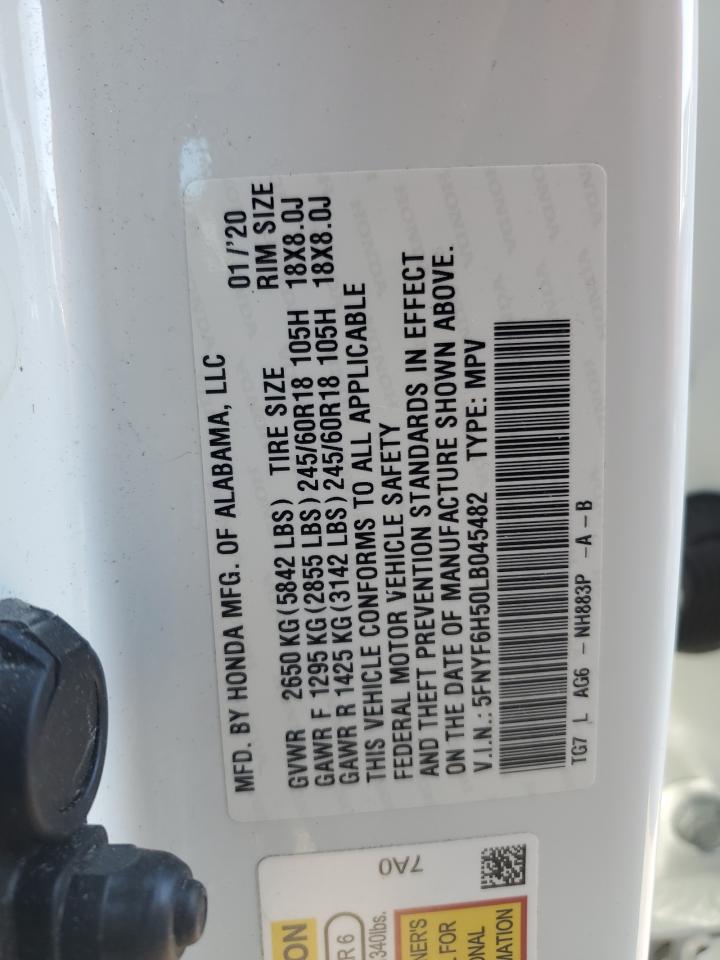 MFD. BY HONDA MFG. OF ALABAMA, LLC 01/'20
GVWR 2650 KG(5842 LBS) TIRE SIZE RIM SIZE
GAWR F 1295 KG(2855 LBS)245/60R18 105H 18X8.0J
GAWR R 1425 KG(3142 LBS)245/60R18 105H 18X8.0J
THIS VEHICLE CONFORMS TO ALL APPLICABLE
FEDERAL MOTOR VEHICLE SAFETY
AND THEFT PREVENTION STANDARDS IN EFFECT
ON THE DATE OF MANUFACTURE SHOWN ABOVE.
V.I.N.: 5FNYF6H50LB045482 TYPE: MPV
TG7 L AG6 - NH883P -A-B
7A0
ON
R 6
340lbs.
NER'S
L FOR
ONAL
MATION